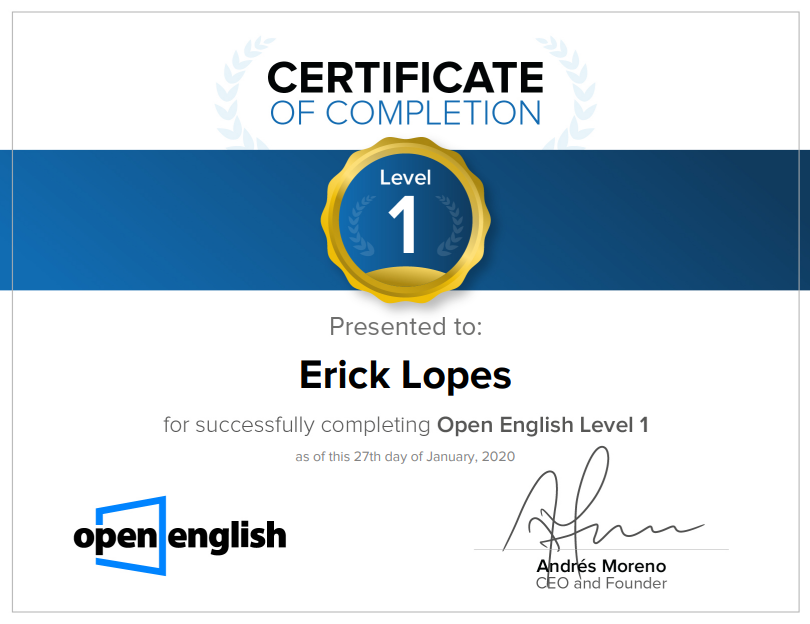 CERTIFICATE
OF COMPLETION
Level
1
Presented to:
Erick Lopes
for successfully completing Open English Level 1
as of this 27th day of January, 2020
open english
Andrés Moreno
CEO and Founder